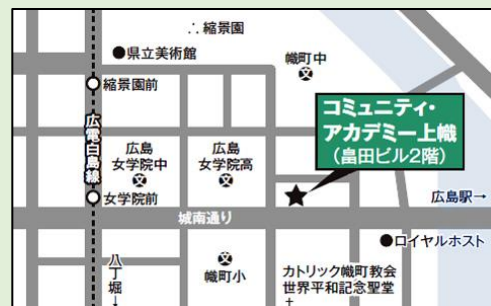 ∴縮景園
●県立美術館
幟町中
縮景園前
コミュニティ・
アカデミー上幟
(畠田ビル2階)
広電白島線
広島
女学院中
広島
女学院高
女学院前
広島駅→
城南通り
●ロイヤルホスト
八丁堀↓
幟町小
カトリック幟町教会
世界平和記念聖堂